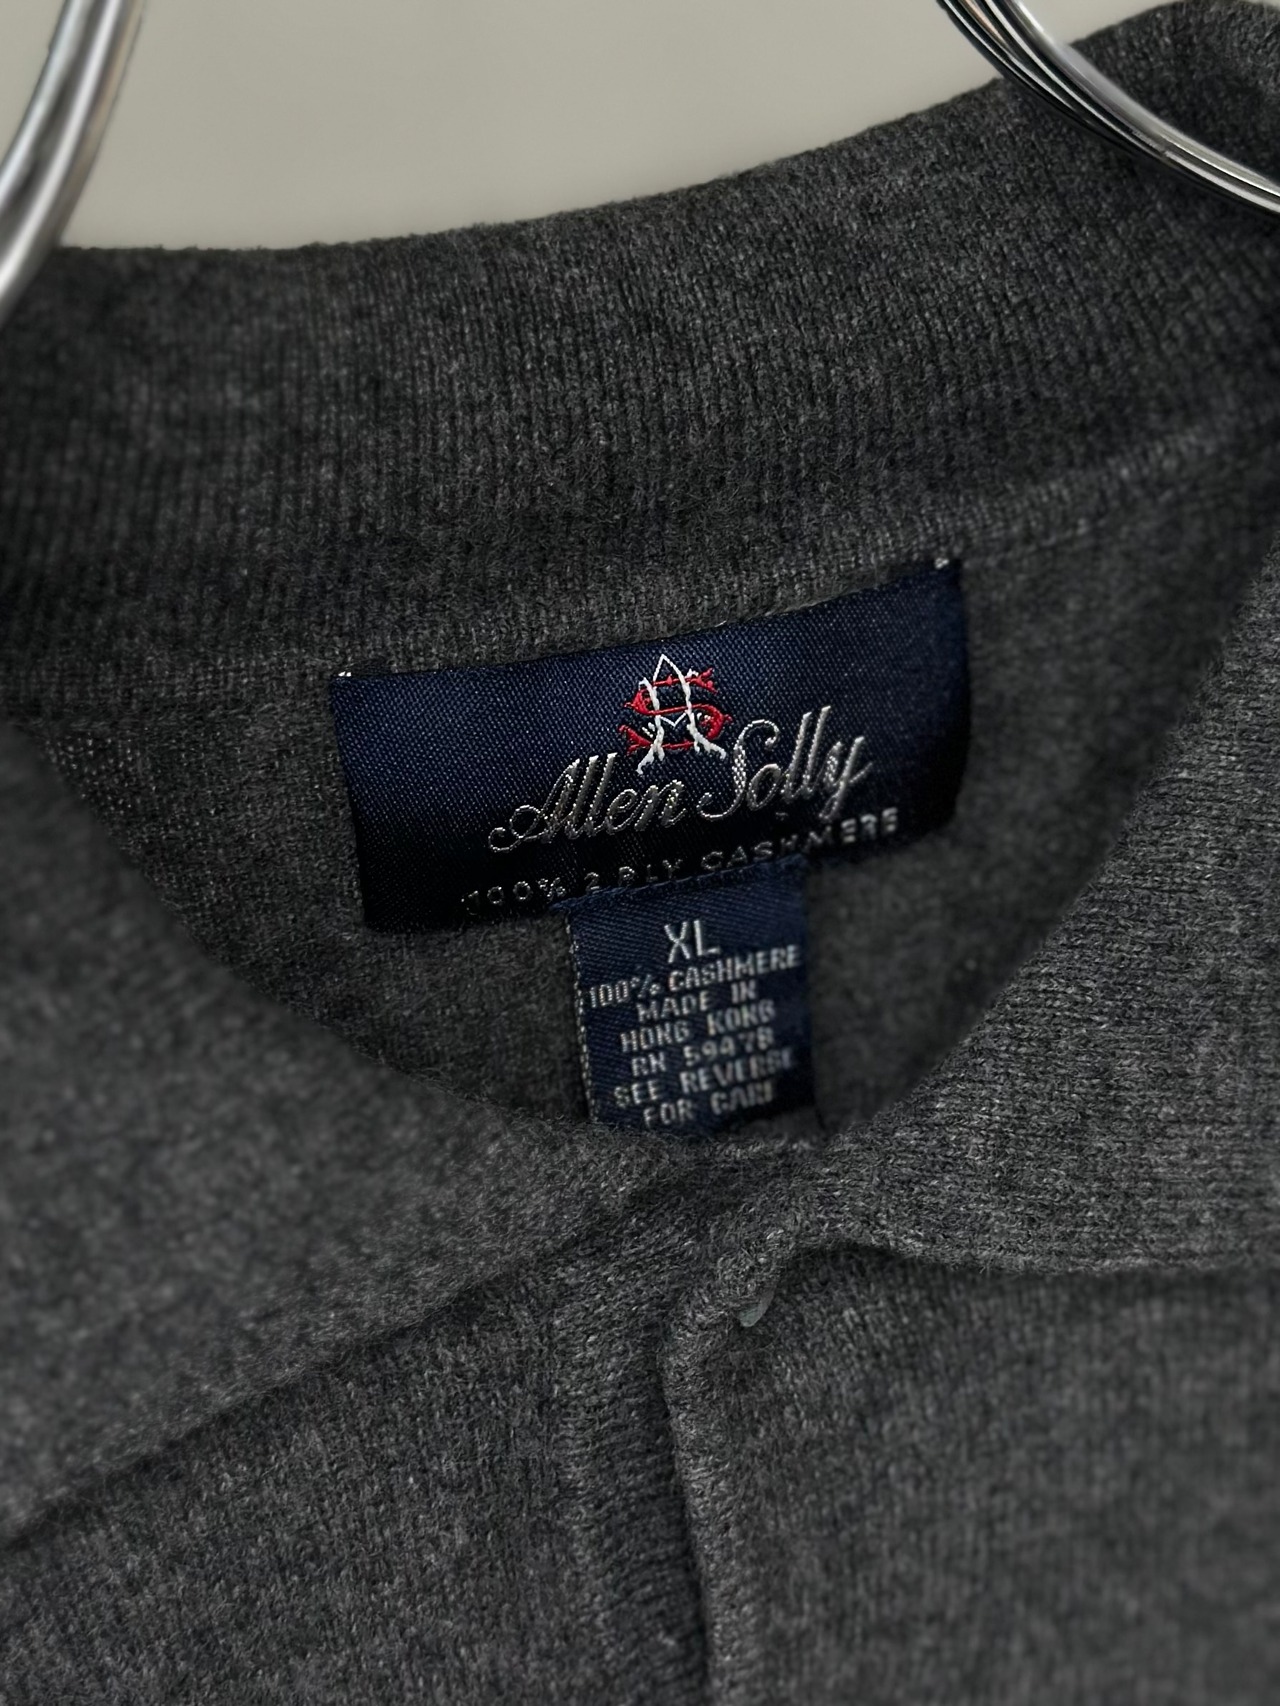 Allen Solly
100% 2 PLY CASHMERE
XL
100% CASHMERE
MADE IN
HONG KONG
RN 59478
SEE REVERSE
FOR CARE